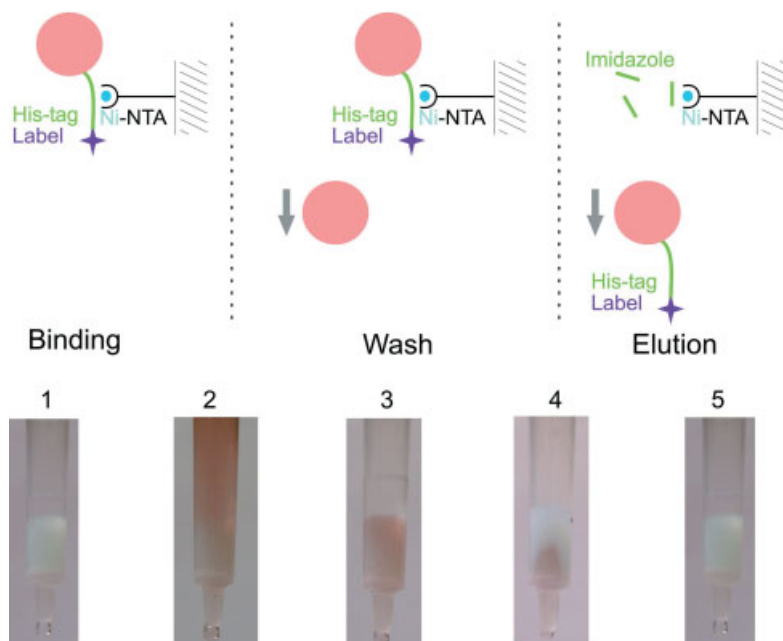 His-tag
Label
Ni-NTA
Binding
His-tag
Label
Ni-NTA
Wash
Imidazole
Ni-NTA
His-tag
Label
Elution
1 2 3 4 5